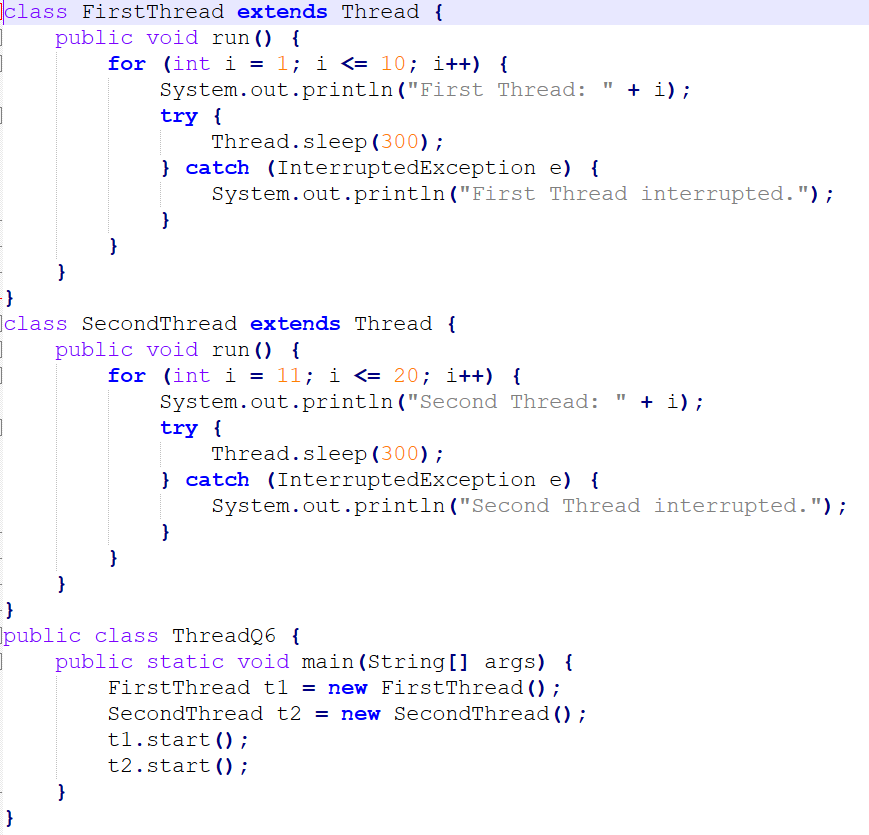 class FirstThread extends Thread {
    public void run() {
        for (int i = 1; i <= 10; i++) {
            System.out.println("First Thread: " + i);
            try {
                Thread.sleep(300);
            } catch (InterruptedException e) {
                System.out.println("First Thread interrupted.");
            }
        }
    }
}
class SecondThread extends Thread {
    public void run() {
        for (int i = 11; i <= 20; i++) {
            System.out.println("Second Thread: " + i);
            try {
                Thread.sleep(300);
            } catch (InterruptedException e) {
                System.out.println("Second Thread interrupted.");
            }
        }
    }
}
public class ThreadQ6 {
    public static void main(String[] args) {
        FirstThread t1 = new FirstThread();
        SecondThread t2 = new SecondThread();
        t1.start();
        t2.start();
    }
}